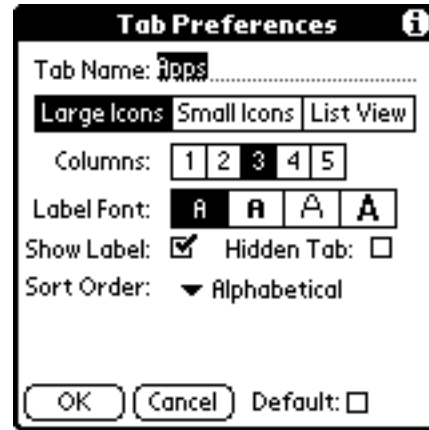 Tab Preferences i
Tab Name: Apps
Large Icons Small Icons List View
Columns: 1 2 3 4 5
Label Font: A A A A
Show Label: Hidden Tab:
Sort Order: Alphabetical
OK Cancel Default: